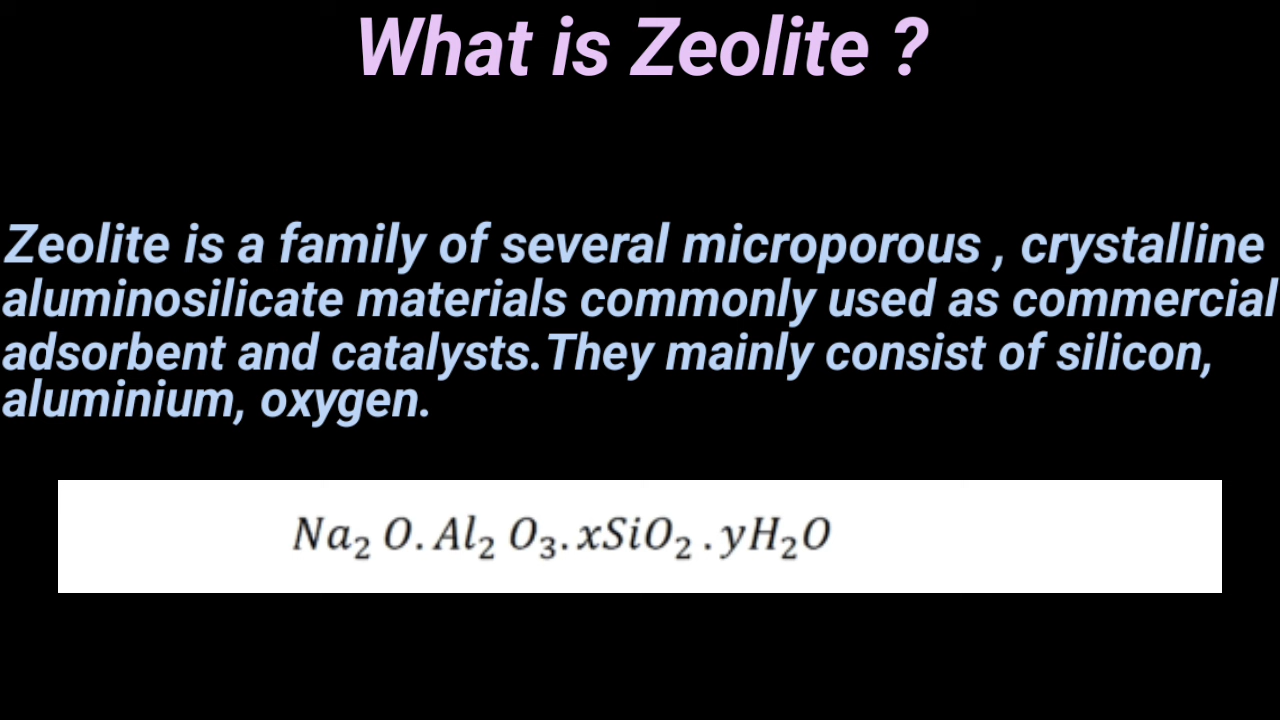 What is Zeolite ?
Zeolite is a family of several microporous , crystalline
aluminosilicate materials commonly used as commercial
adsorbent and catalysts.They mainly consist of silicon,
aluminium, oxygen.
Na₂ O. Al₂ O₃. xSiO₂ . yH₂O